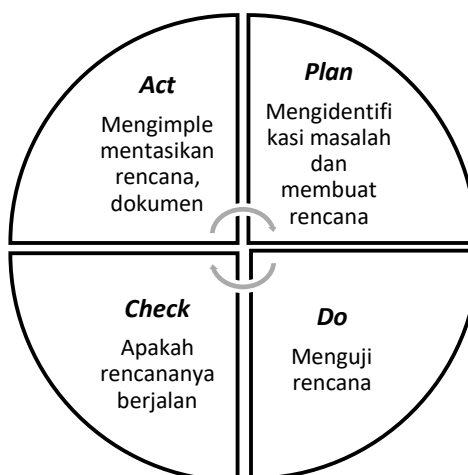 Act
Mengimple
mentasikan
rencana,
dokumen
Plan
Mengidentifi
kasi masalah
dan
membuat
rencana
Check
Apakah
rencananya
berjalan
Do
Menguji
rencana